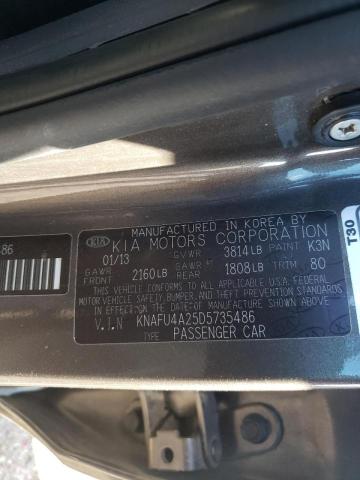 MANUFACTURED IN KOREA BY
KIA KIA MOTORS CORPORATION
01/13 GVWR 3814LB PAINT K3N
GAWR FRONT 2160LB GAWR REAR 1808LB TRIM 80
THIS VEHICLE CONFORMS TO ALL APPLICABLE U.S.A. FEDERAL
MOTOR VEHICLE SAFETY, BUMPER, AND THEFT PREVENTION STANDARDS
IN EFFECT ON THE DATE OF MANUFACTURE SHOWN ABOVE.
V.I.N KNAFU4A25D5735486
PASSENGER CAR
486
T30